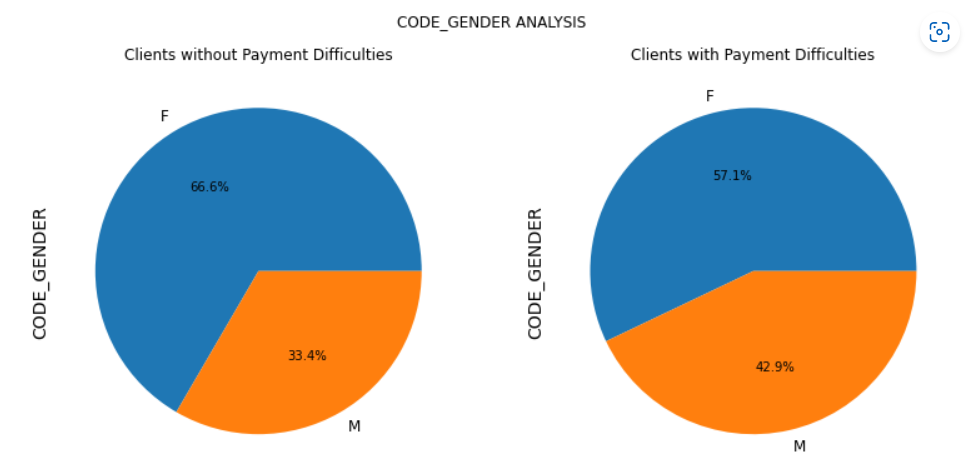 CODE_GENDER ANALYSIS
Clients without Payment Difficulties
F
66.6%
CODE_GENDER
33.4%
M
Clients with Payment Difficulties
F
57.1%
CODE_GENDER
42.9%
M